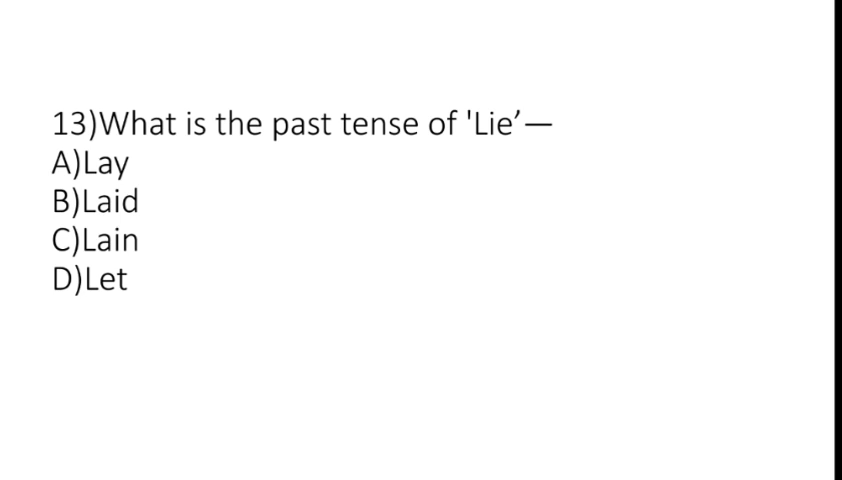 13)What is the past tense of 'Lie’—
A)Lay
B)Laid
C)Lain
D)Let